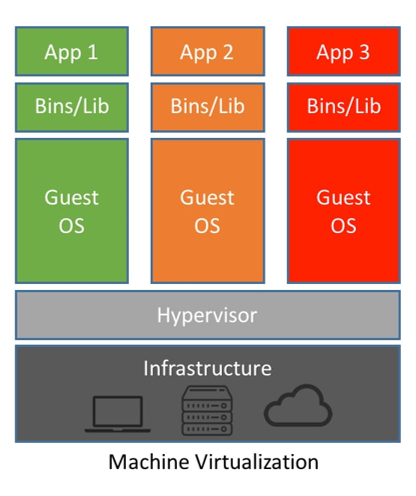 App 1
App 2
App 3
Bins/Lib
Bins/Lib
Bins/Lib
Guest
OS
Guest
OS
Guest
OS
Hypervisor
Infrastructure
Machine Virtualization